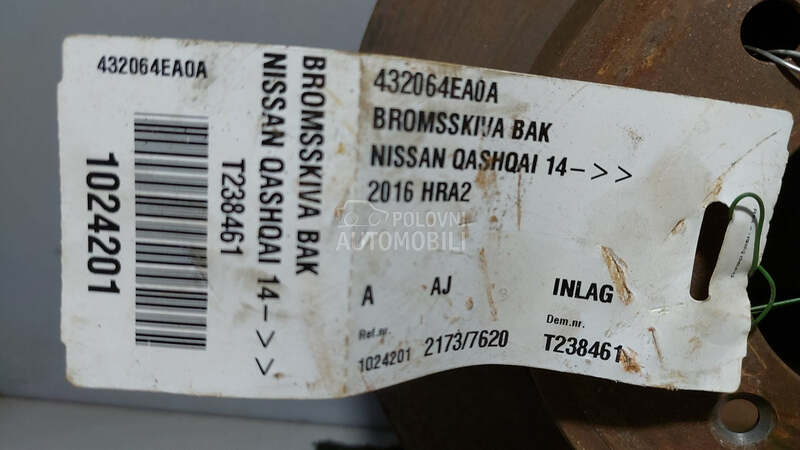 432064EA0A
1024201
BROMSSKIVA BAK
NISSAN QASHQAI 14->>
T238461
432064EA0A
BROMSSKIVA BAK
NISSAN QASHQAI 14->>
2016 HRA2
POLOVNI
AUTOMOBILI
A AJ INLAG
Ref.nr. Dem.nr.
1024201 2173/7620 T238461